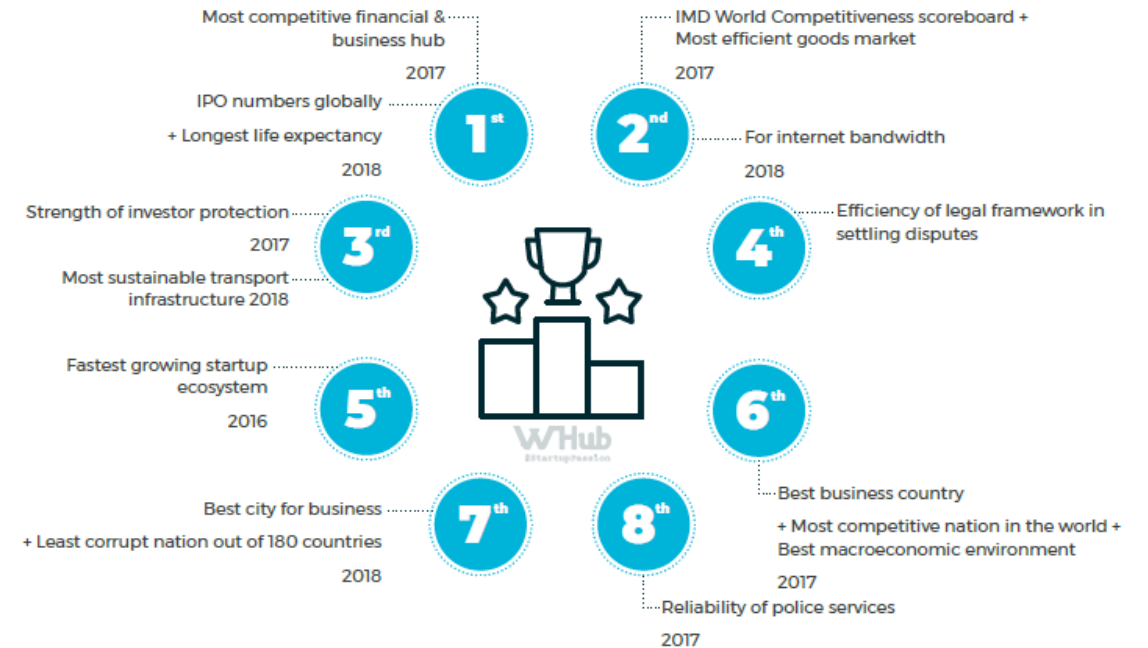 Most competitive financial &
business hub
2017
IPO numbers globally
+ Longest life expectancy
2018
1st
IMD World Competitiveness scoreboard +
Most efficient goods market
2017
2nd
For internet bandwidth
2018
Strength of investor protection
2017
Most sustainable transport
infrastructure 2018
3rd
4th
Efficiency of legal framework in
settling disputes
Fastest growing startup
ecosystem
2016
5th
6th
Best business country
+ Most competitive nation in the world +
Best macroeconomic environment
2017
WHub
#StartupPassion
Best city for business
+ Least corrupt nation out of 180 countries
2018
7th
8th
Reliability of police services
2017